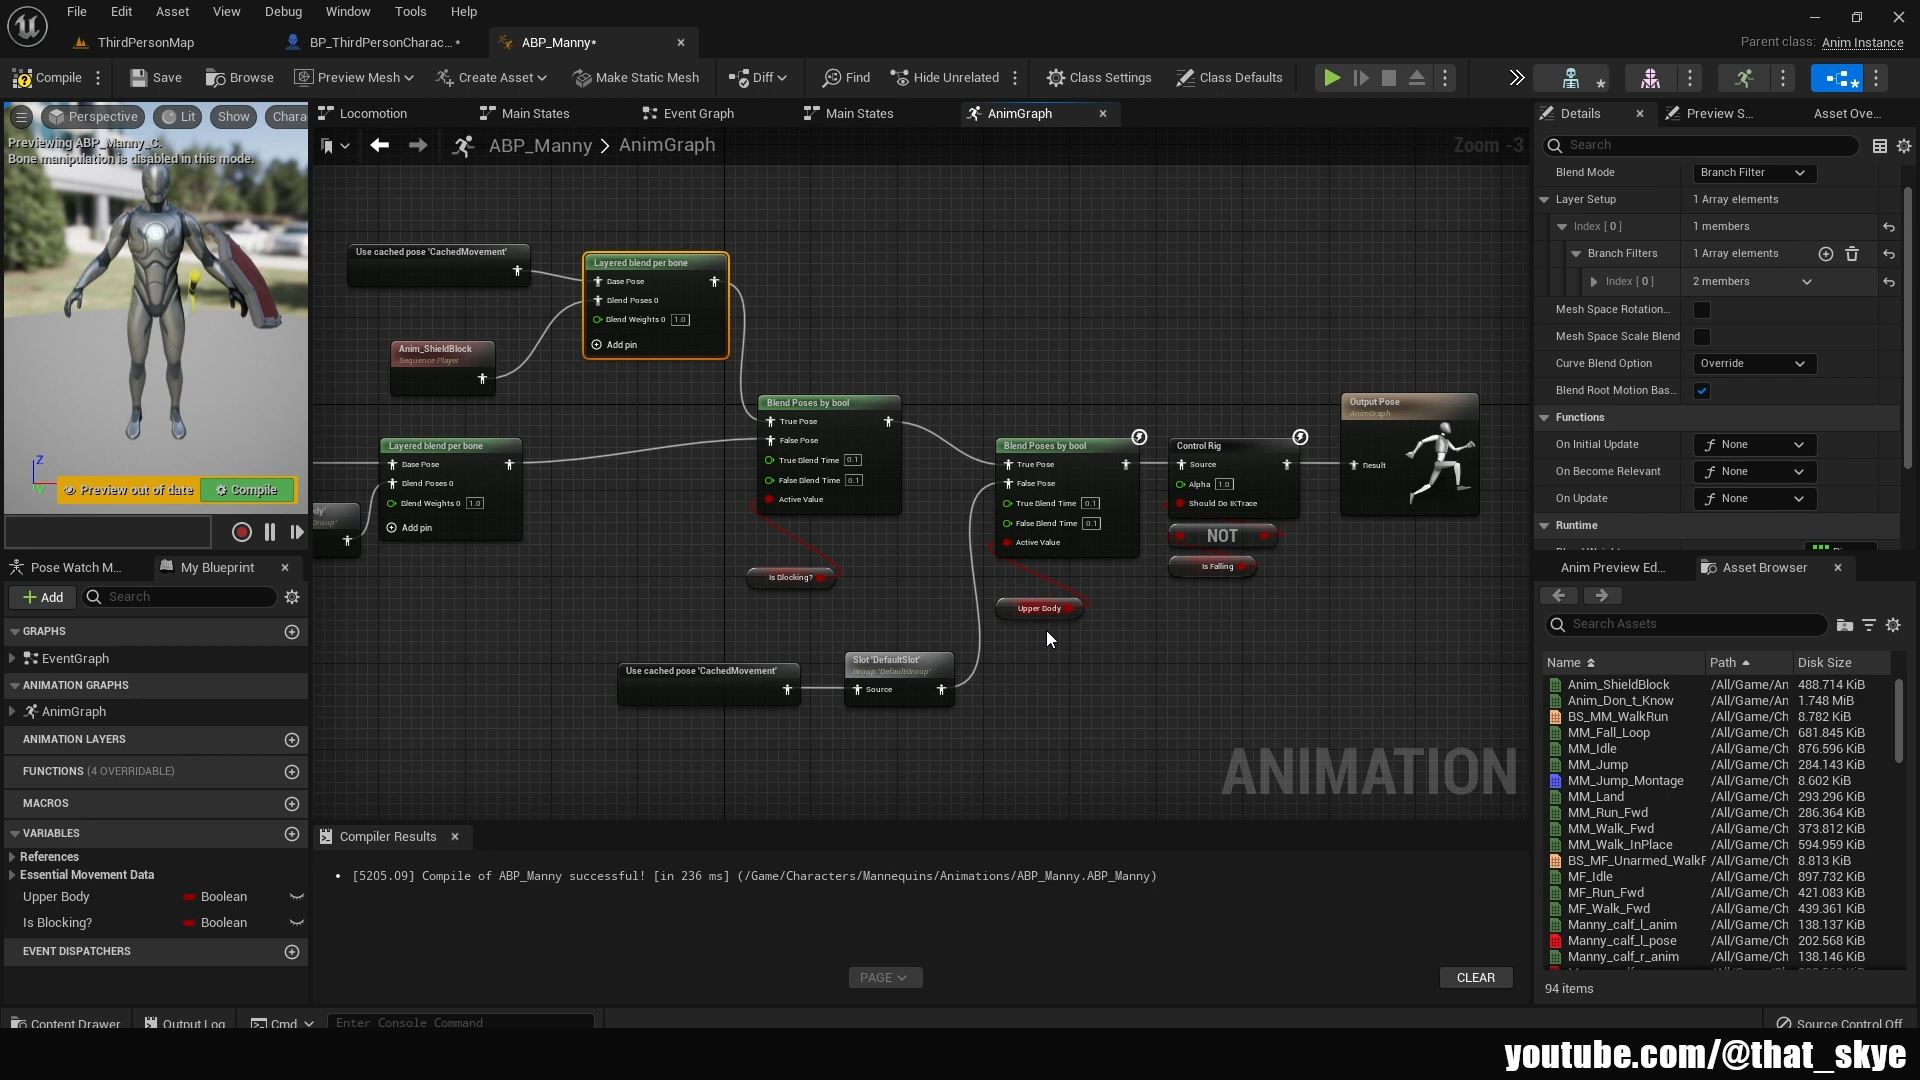 File Edit Asset View Debug Window Tools Help
ThirdPersonMap
BP_ThirdPersonCharac... *
ABP_Manny*
Parent class: Anim Instance
Compile
Save
Browse
Preview Mesh
Create Asset
Make Static Mesh
Diff
Find
Hide Unrelated
Class Settings
Class Defaults
Perspective
Lit
Show
Chara
Previewing ABP_Manny_C.
Bone manipulation is disabled in this mode.
Z
Preview out of date
Compile
Locomotion
Main States
Event Graph
Main States
AnimGraph
ABP_Manny > AnimGraph
Zoom -3
Use cached pose 'CachedMovement'
Layered blend per bone
Base Pose
Blend Poses 0
Blend Weights 0 1.0
Add pin
Anim_ShieldBlock
Sequence Player
Layered blend per bone
Base Pose
Blend Poses 0
Blend Weights 0 1.0
Add pin
Blend Poses by bool
True Pose
False Pose
True Blend Time 0.1
False Blend Time 0.1
Active Value
Is Blocking?
Blend Poses by bool
True Pose
False Pose
True Blend Time 0.1
False Blend Time 0.1
Active Value
Upper Body
Control Rig
Source
Alpha 1.0
Should Do IKTrace
NOT
Is Falling
Output Pose
AnimGraph
Result
Use cached pose 'CachedMovement'
Slot 'DefaultSlot'
Group 'DefaultGroup'
Source
ANIMATION
Pose Watch M...
My Blueprint
Add
Search
GRAPHS
EventGraph
ANIMATION GRAPHS
AnimGraph
ANIMATION LAYERS
FUNCTIONS (4 OVERRIDABLE)
MACROS
VARIABLES
References
Essential Movement Data
Upper Body Boolean
Is Blocking? Boolean
EVENT DISPATCHERS
Compiler Results
[5205.09] Compile of ABP_Manny successful! [in 236 ms] (/Game/Characters/Mannequins/Animations/ABP_Manny.ABP_Manny)
PAGE
CLEAR
Details
Preview S...
Asset Ove...
Search
Blend Mode Branch Filter
Layer Setup 1 Array elements
Index [ 0 ] 1 members
Branch Filters 1 Array elements
Index [ 0 ] 2 members
Mesh Space Rotation...
Mesh Space Scale Blend
Curve Blend Option Override
Blend Root Motion Bas...
Functions
On Initial Update None
On Become Relevant None
On Update None
Runtime
Anim Preview Ed...
Asset Browser
Search Assets
Name Path Disk Size
Anim_ShieldBlock /All/Game/An 488.714 KiB
Anim_Don_t_Know /All/Game/An 1.748 MiB
BS_MM_WalkRun /All/Game/Ch 8.782 KiB
MM_Fall_Loop /All/Game/Ch 681.845 KiB
MM_Idle /All/Game/Ch 876.596 KiB
MM_Jump /All/Game/Ch 284.143 KiB
MM_Jump_Montage /All/Game/Ch 8.602 KiB
MM_Land /All/Game/Ch 293.296 KiB
MM_Run_Fwd /All/Game/Ch 286.364 KiB
MM_Walk_Fwd /All/Game/Ch 373.812 KiB
MM_Walk_InPlace /All/Game/Ch 594.959 KiB
BS_MF_Unarmed_WalkF /All/Game/Ch 8.813 KiB
MF_Idle /All/Game/Ch 897.732 KiB
MF_Run_Fwd /All/Game/Ch 421.083 KiB
MF_Walk_Fwd /All/Game/Ch 439.361 KiB
Manny_calf_l_anim /All/Game/Ch 138.137 KiB
Manny_calf_l_pose /All/Game/Ch 202.568 KiB
Manny_calf_r_anim /All/Game/Ch 138.146 KiB
94 items
Content Drawer
Output Log
Cmd
Enter Console Command
Source Control Off
youtube.com/@that_skye